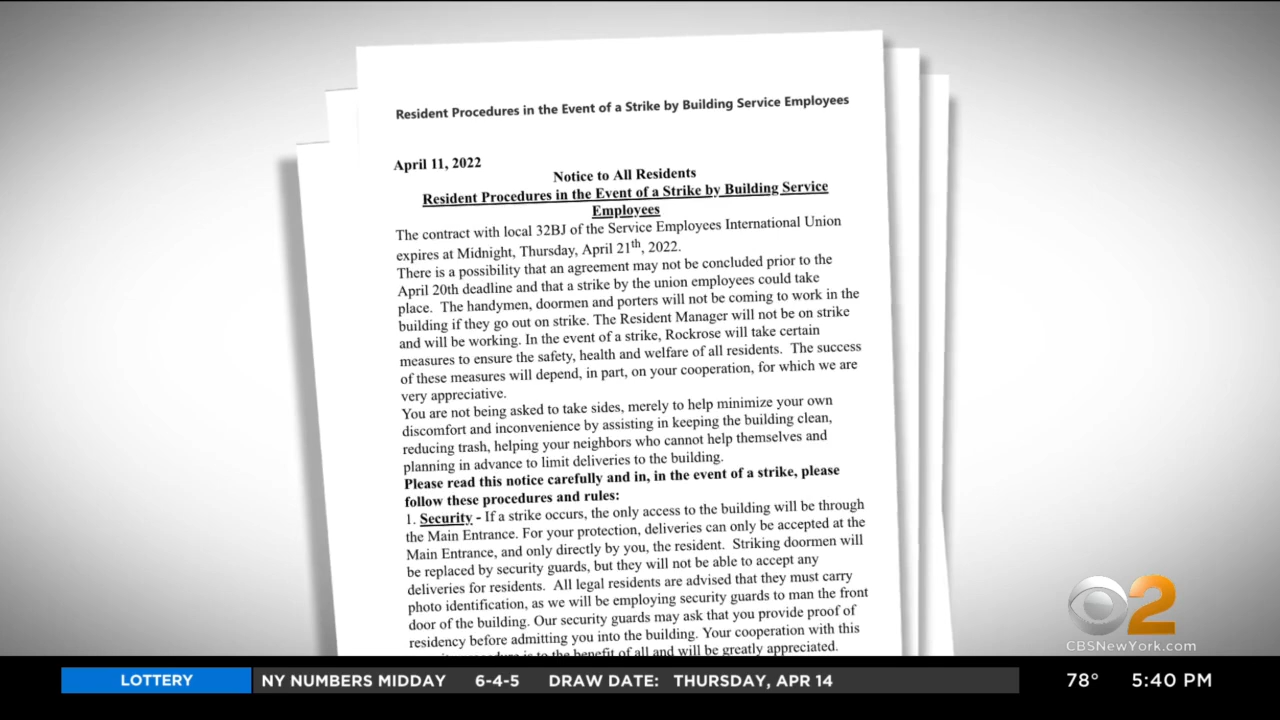 Resident Procedures in the Event of a Strike by Building Service Employees
April 11, 2022
Notice to All Residents
Resident Procedures in the Event of a Strike by Building Service
Employees
The contract with local 32BJ of the Service Employees International Union
expires at Midnight, Thursday, April 21th, 2022.
There is a possibility that an agreement may not be concluded prior to the
April 20th deadline and that a strike by the union employees could take
place. The handymen, doormen and porters will not be coming to work in the
building if they go out on strike. The Resident Manager will not be on strike
and will be working. In the event of a strike, Rockrose will take certain
measures to ensure the safety, health and welfare of all residents. The success
of these measures will depend, in part, on your cooperation, for which we are
very appreciative.
You are not being asked to take sides, merely to help minimize your own
discomfort and inconvenience by assisting in keeping the building clean,
reducing trash, helping your neighbors who cannot help themselves and
planning in advance to limit deliveries to the building.
Please read this notice carefully and in, in the event of a strike, please
follow these procedures and rules:
1. Security - If a strike occurs, the only access to the building will be through
the Main Entrance. For your protection, deliveries can only be accepted at the
Main Entrance, and only directly by you, the resident. Striking doormen will
be replaced by security guards, but they will not be able to accept any
deliveries for residents. All legal residents are advised that they must carry
photo identification, as we will be employing security guards to man the front
door of the building. Our security guards may ask that you provide proof of
residency before admitting you into the building. Your cooperation with this
is to the benefit of all and will be greatly appreciated.
2
CBSNewYork.com
LOTTERY NY NUMBERS MIDDAY 6-4-5 DRAW DATE: THURSDAY, APR 14 78° 5:40 PM